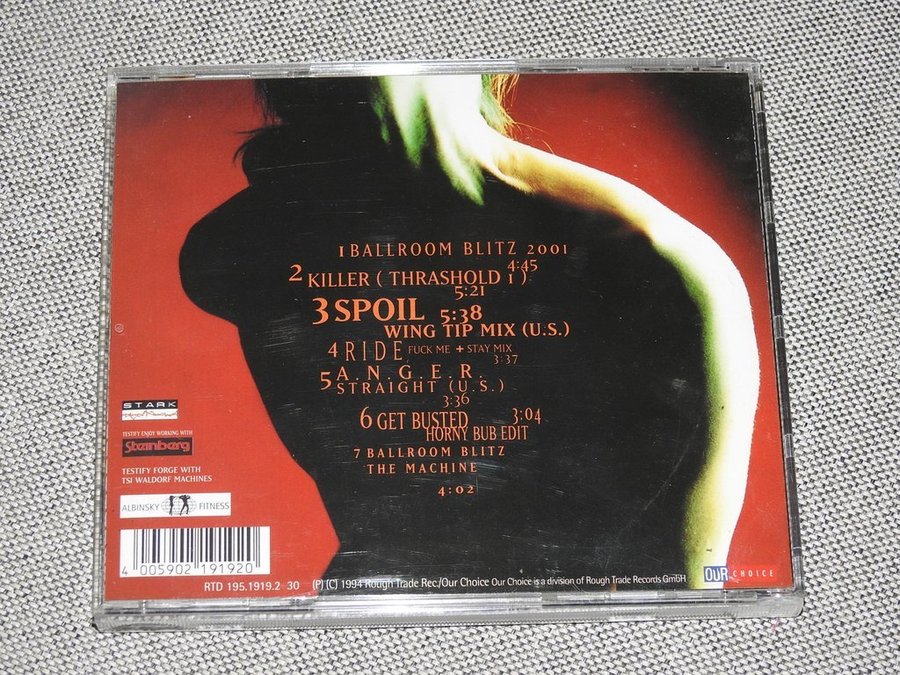 1 BALLROOM BLITZ 2001
4:45
2 KILLER ( THRASHOLD 1 )
5:21
3 SPOIL 5:38
WING TIP MIX (U.S.)
4 RIDE FUCK ME + STAY MIX
3:37
5 A.N.G.E.R.
STRAIGHT (U.S.)
3:36
6 GET BUSTED 3:04
HORNY BUB EDIT
7 BALLROOM BLITZ
THE MACHINE
4:02
STARK
TESTIFY ENJOY WORKING WITH
Steinberg
TESTIFY FORGE WITH
TSI WALDORF MACHINES
ALBINSKY FITNESS
4 005902 191920
RTD 195.1919.2 30 (P) (C) 1994 Rough Trade Rec./Our Choice Our Choice is a division of Rough Trade Records GmbH
OUR CHOICE